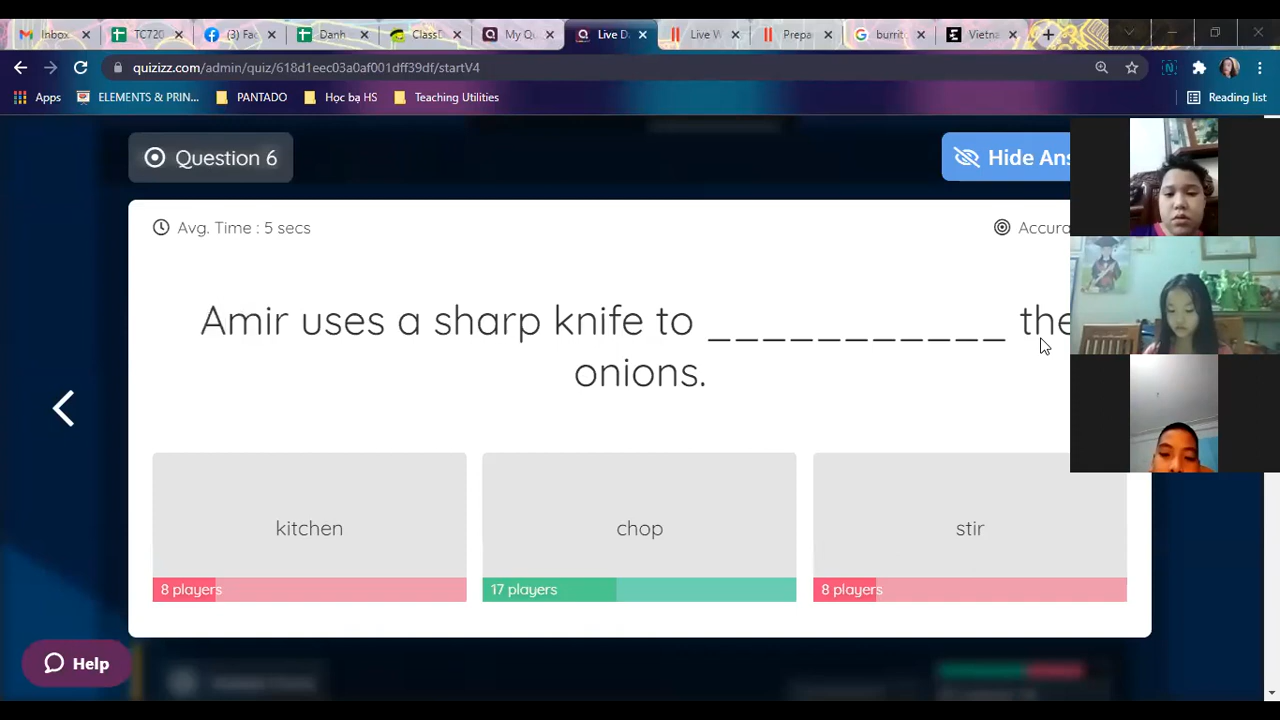 Inbox
TC720
(3) Fac
Danh
ClassD
My Q
Live D
Live W
Prepa
burrit
Vietna
quizizz.com/admin/quiz/618d1eec03a0af001dff39df/startV4
Apps
ELEMENTS & PRIN...
PANTADO
Học bạ HS
Teaching Utilities
Reading list
Question 6
Hide Ans
Avg. Time : 5 secs
Accura
Amir uses a sharp knife to ___________ the
onions.
kitchen
chop
stir
8 players
17 players
8 players
Help